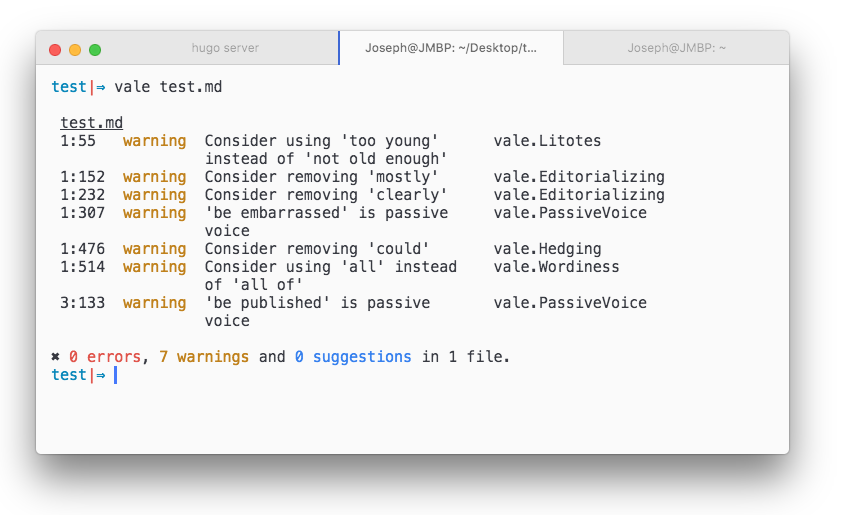 hugo server Joseph@JMBP: ~/Desktop/t... Joseph@JMBP: ~
test|⇒ vale test.md
test.md
1:55 warning Consider using 'too young' vale.Litotes
instead of 'not old enough'
1:152 warning Consider removing 'mostly' vale.Editorializing
1:232 warning Consider removing 'clearly' vale.Editorializing
1:307 warning 'be embarrassed' is passive vale.PassiveVoice
voice
1:476 warning Consider removing 'could' vale.Hedging
1:514 warning Consider using 'all' instead vale.Wordiness
of 'all of'
3:133 warning 'be published' is passive vale.PassiveVoice
voice
✖ 0 errors, 7 warnings and 0 suggestions in 1 file.
test|⇒